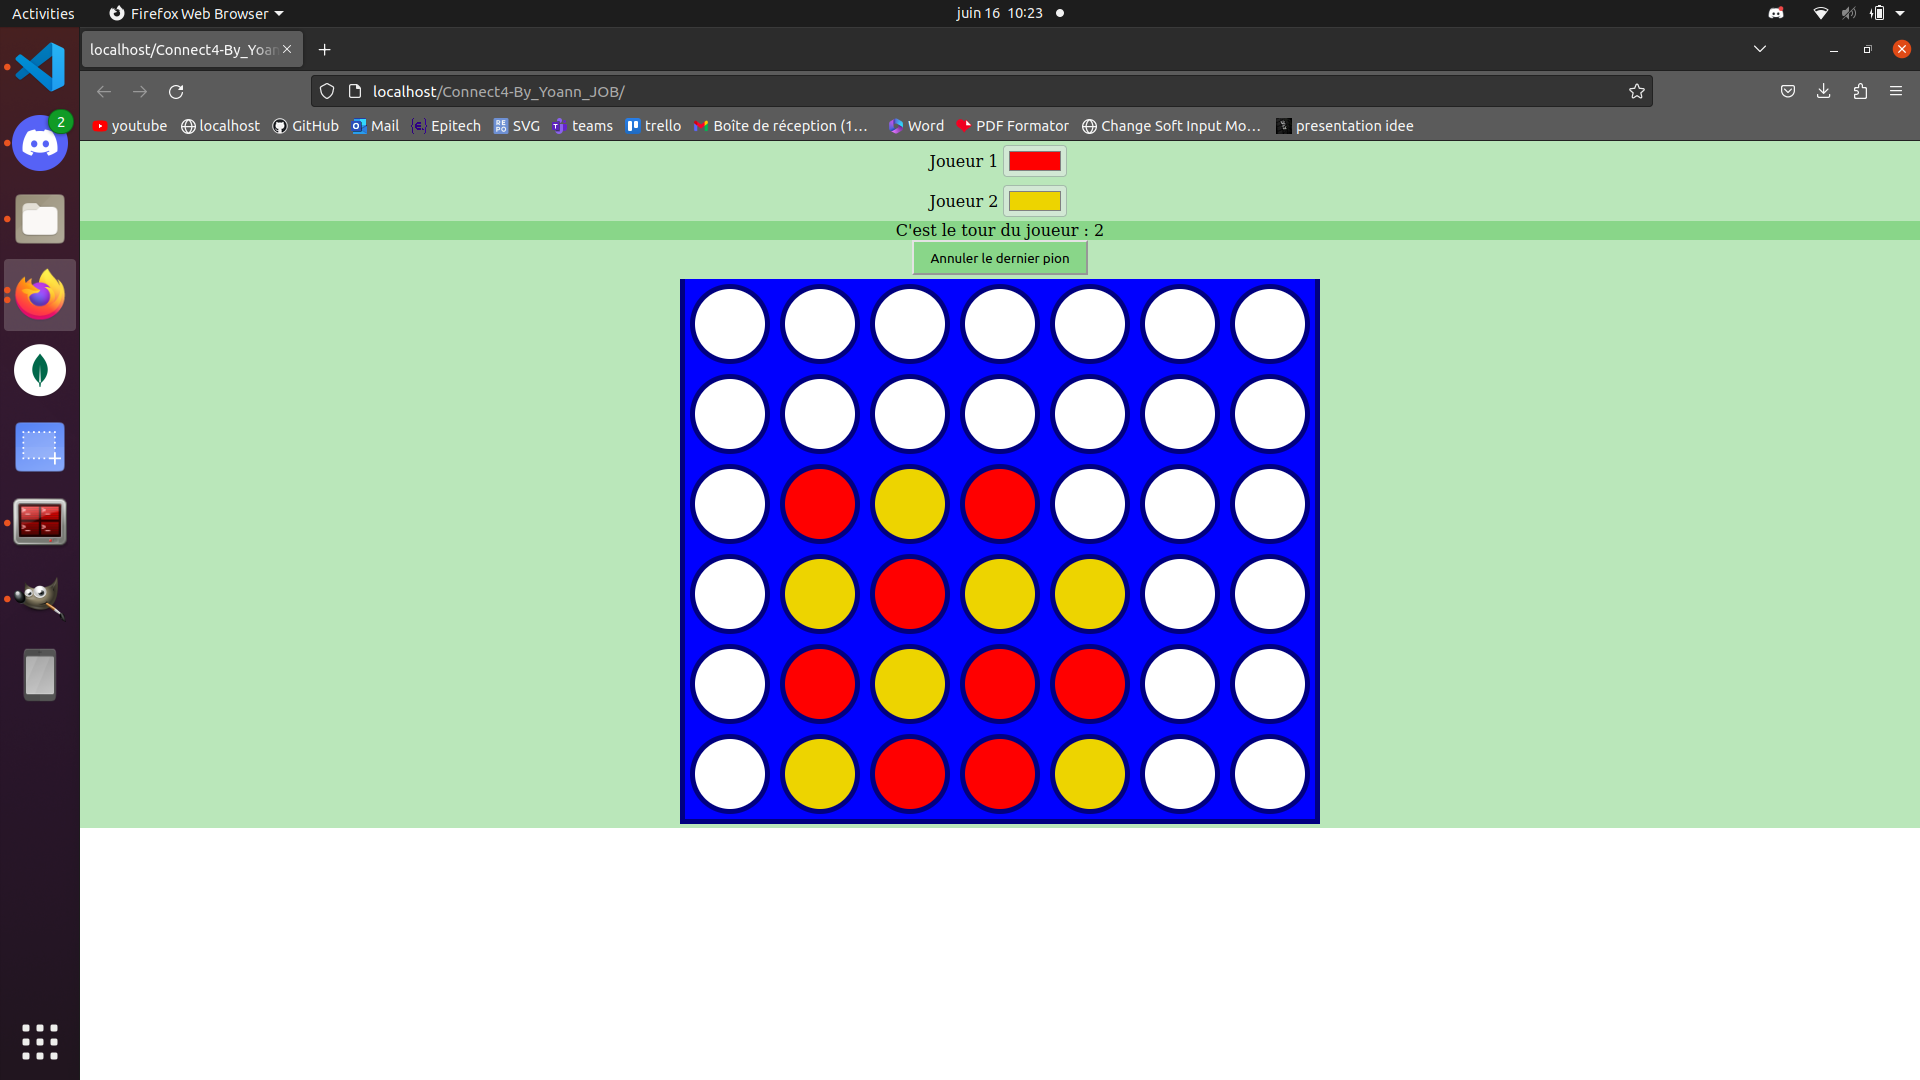 Activities Firefox Web Browser juin 16 10:23
localhost/Connect4-By_Yoan
localhost/Connect4-By_Yoann_JOB/
youtube localhost GitHub Mail Epitech SVG teams trello Boîte de réception (1… Word PDF Formator Change Soft Input Mo… presentation idee
2
Joueur 1
Joueur 2
C'est le tour du joueur : 2
Annuler le dernier pion